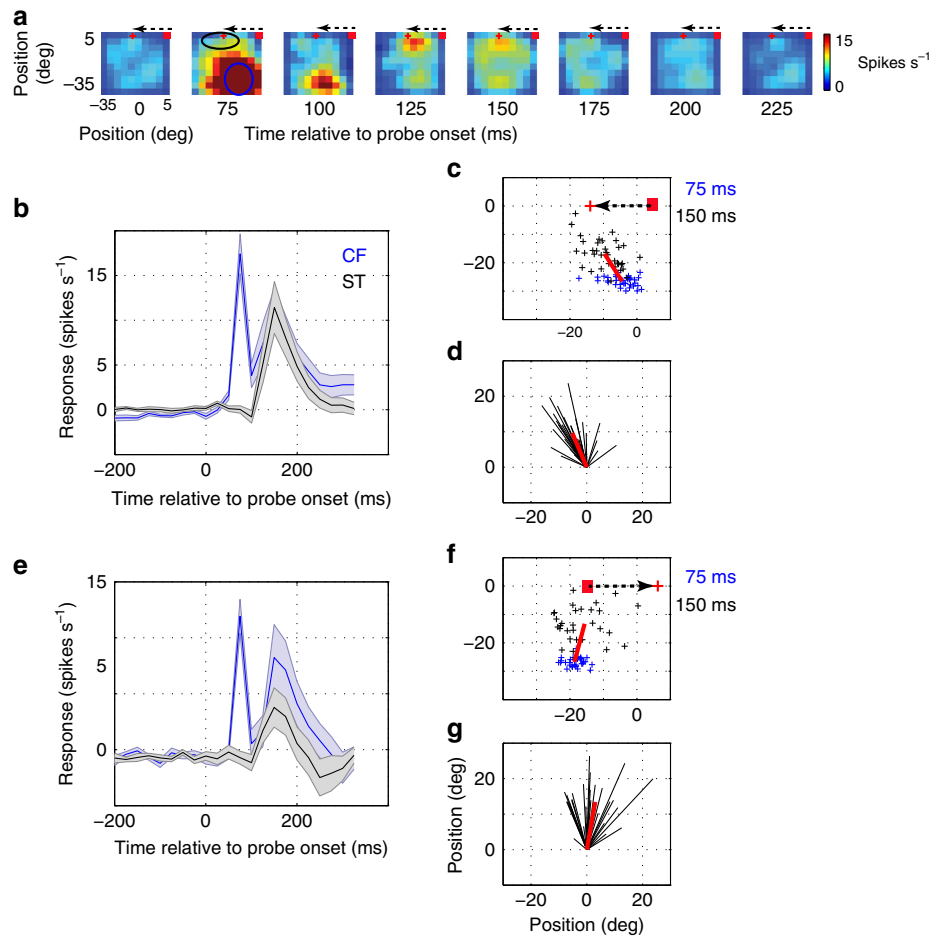 a
Position (deg)
5
−35
−35 0 5
75 100 125 150 175 200 225
Position (deg)
Time relative to probe onset (ms)
15
0
Spikes s−1
b
Response (spikes s−1)
15
5
0
CF
ST
−200 0 200
Time relative to probe onset (ms)
c
75 ms
150 ms
0
−20
−20 0
d
20
0
−20 0 20
e
Response (spikes s−1)
15
5
0
−200 0 200
Time relative to probe onset (ms)
f
75 ms
150 ms
0
−20
−20 0
g
Position (deg)
20
0
−20 0 20
Position (deg)